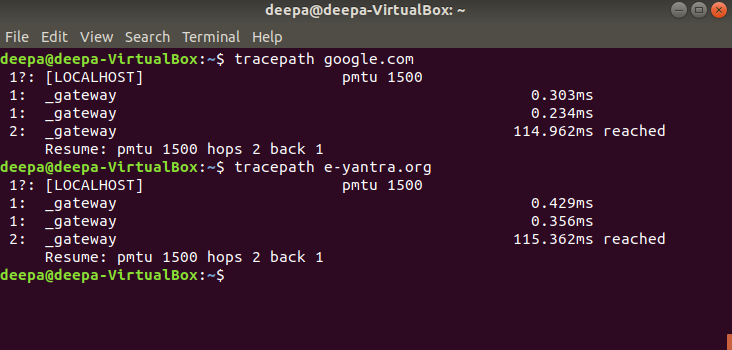 deepa@deepa-VirtualBox: ~
File Edit View Search Terminal Help
deepa@deepa-VirtualBox:~$ tracepath google.com
 1?: [LOCALHOST]                      pmtu 1500
 1:  _gateway                                              0.303ms
 1:  _gateway                                              0.234ms
 2:  _gateway                                            114.962ms reached
     Resume: pmtu 1500 hops 2 back 1
deepa@deepa-VirtualBox:~$ tracepath e-yantra.org
 1?: [LOCALHOST]                      pmtu 1500
 1:  _gateway                                              0.429ms
 1:  _gateway                                              0.356ms
 2:  _gateway                                            115.362ms reached
     Resume: pmtu 1500 hops 2 back 1
deepa@deepa-VirtualBox:~$